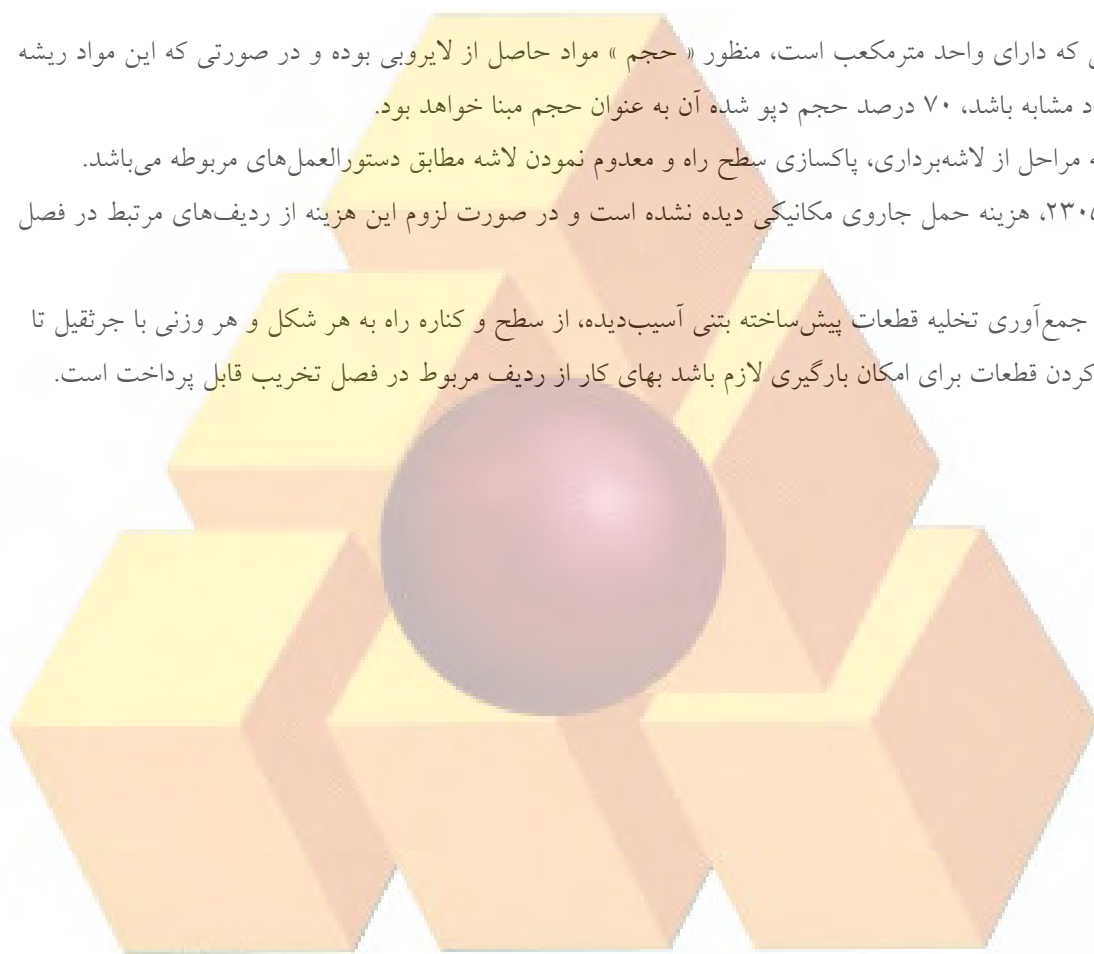 که دارای واحد مترمکعب است، منظور « حجم » مواد حاصل از لایروبی بوده و در صورتی که این مواد ریشه
مشابه باشد، ۷۰ درصد حجم دپو شده آن به عنوان حجم مبنا خواهد بود.
مراحل از لاشه‌برداری، پاکسازی سطح راه و معدوم نمودن لاشه مطابق دستورالعمل‌های مربوطه می‌باشد.
هزینه حمل جاروی مکانیکی دیده نشده است و در صورت لزوم این هزینه از ردیف‌های مرتبط در فصل
جمع‌آوری تخلیه قطعات پیش‌ساخته بتنی آسیب‌دیده، از سطح و کناره راه به هر شکل و هر وزنی با جرثقیل تا
کردن قطعات برای امکان بارگیری لازم باشد بهای کار از ردیف مربوط در فصل تخریب قابل پرداخت است.